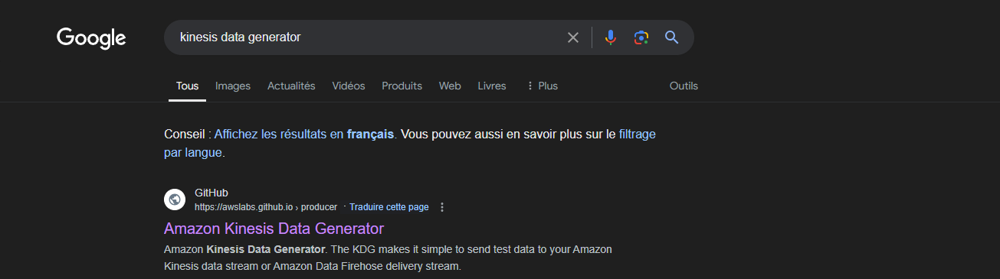 Google
kinesis data generator
Tous Images Actualités Vidéos Produits Web Livres Plus Outils
Conseil : Affichez les résultats en français. Vous pouvez aussi en savoir plus sur le filtrage
par langue.
GitHub
https://awslabs.github.io › producer · Traduire cette page
Amazon Kinesis Data Generator
Amazon Kinesis Data Generator. The KDG makes it simple to send test data to your Amazon
Kinesis data stream or Amazon Data Firehose delivery stream.